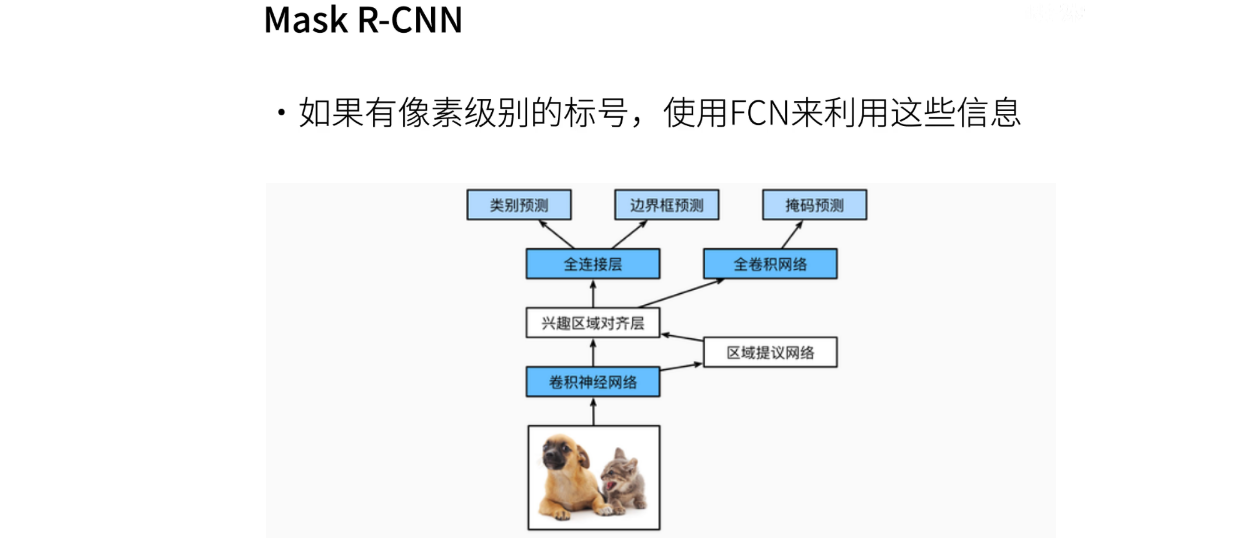 Mask R-CNN
• 如果有像素级别的标号，使用FCN来利用这些信息
类别预测 边界框预测 掩码预测
全连接层 全卷积网络
兴趣区域对齐层
区域提议网络
卷积神经网络